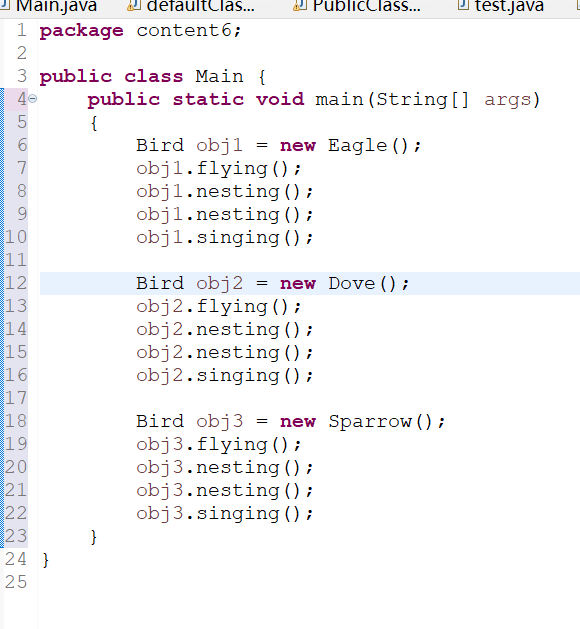 Main.java defaultClas... PublicClass... test.java
1 package content6;
2
3 public class Main {
4 public static void main(String[] args)
5 {
6 Bird obj1 = new Eagle();
7 obj1.flying();
8 obj1.nesting();
9 obj1.nesting();
10 obj1.singing();
11
12 Bird obj2 = new Dove();
13 obj2.flying();
14 obj2.nesting();
15 obj2.nesting();
16 obj2.singing();
17
18 Bird obj3 = new Sparrow();
19 obj3.flying();
20 obj3.nesting();
21 obj3.nesting();
22 obj3.singing();
23 }
24 }
25